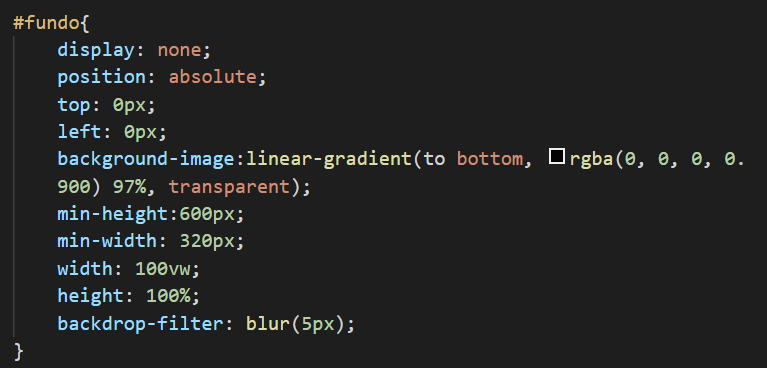 #fundo{
display: none;
position: absolute;
top: 0px;
left: 0px;
background-image:linear-gradient(to bottom, rgba(0, 0, 0, 0.
900) 97%, transparent);
min-height:600px;
min-width: 320px;
width: 100vw;
height: 100%;
backdrop-filter: blur(5px);
}